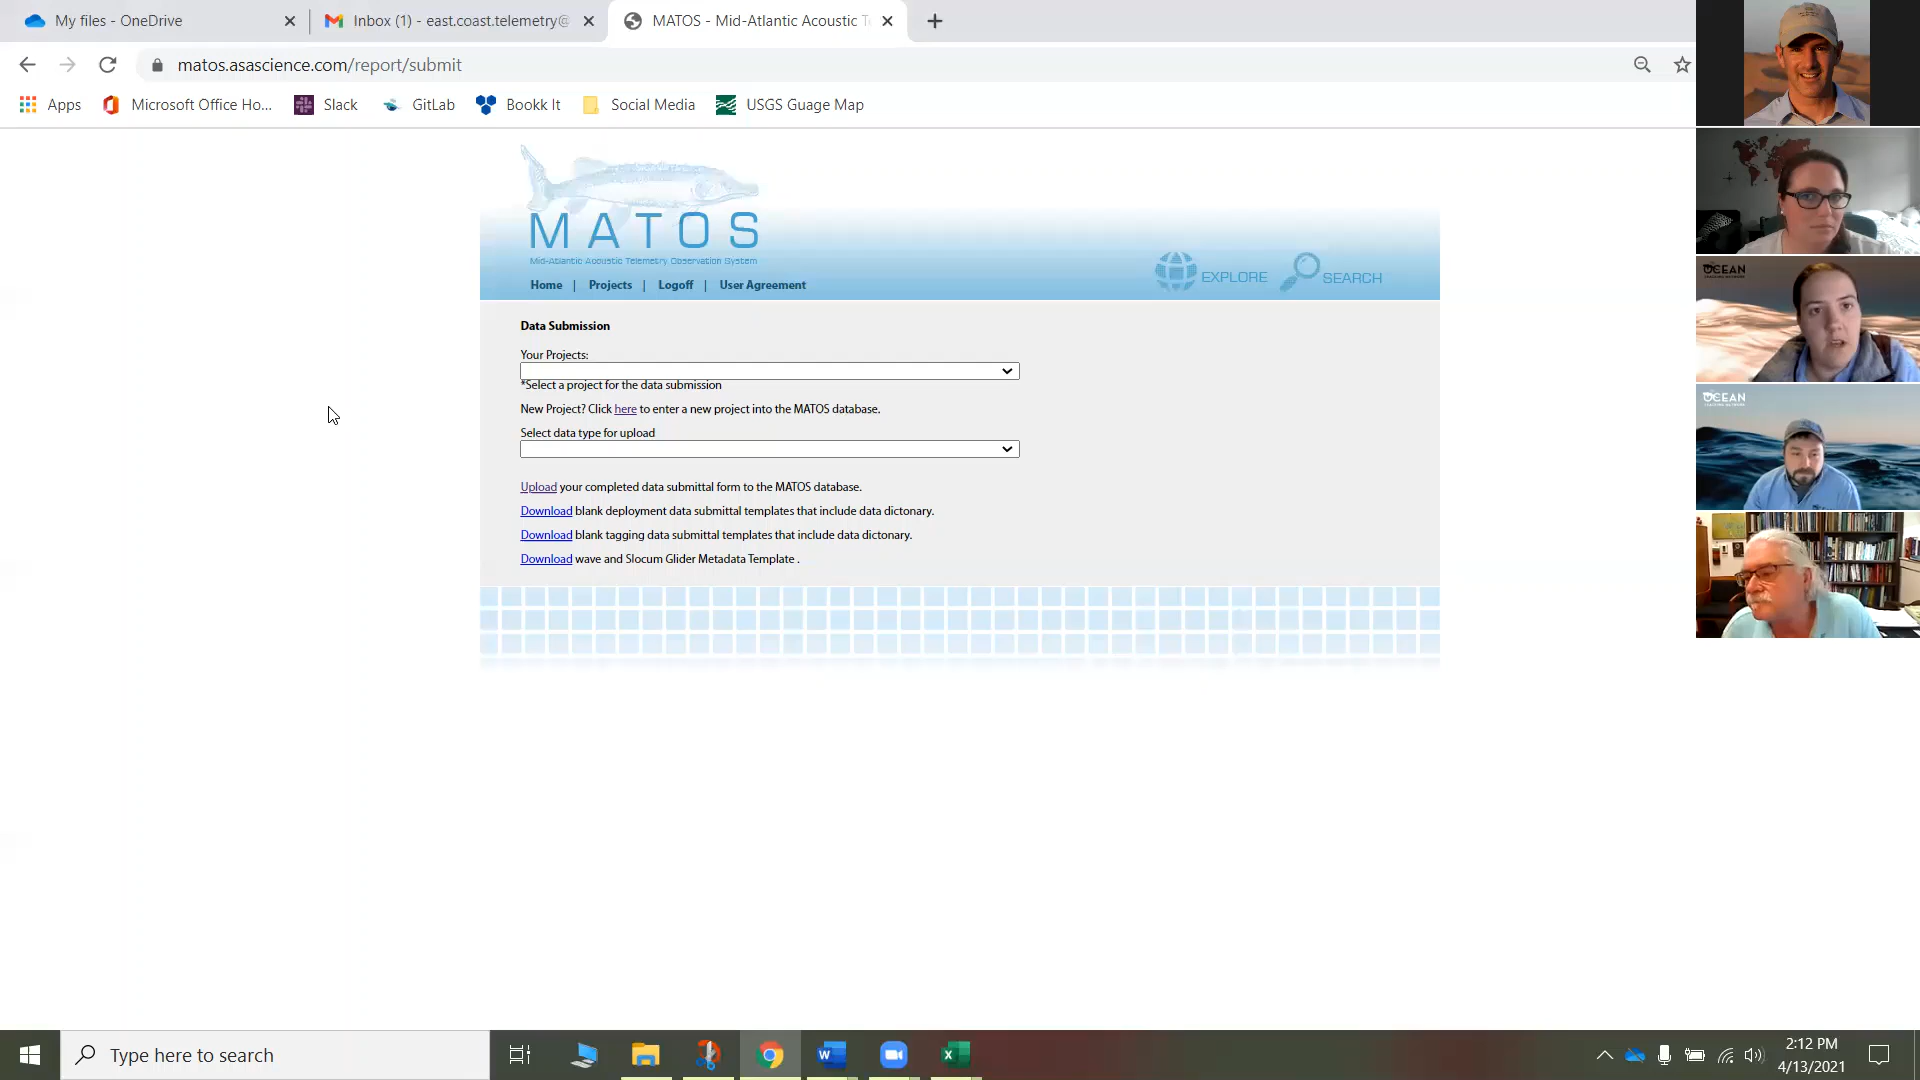 My files - OneDrive
Inbox (1) - east.coast.telemetry@
MATOS - Mid-Atlantic Acoustic T
matos.asascience.com/report/submit
Apps
Microsoft Office Ho...
Slack
GitLab
Bookk It
Social Media
USGS Guage Map
MATOS
Mid-Atlantic Acoustic Telemetry Observation System
Home | Projects | Logoff | User Agreement
EXPLORE
SEARCH
Data Submission
Your Projects:
*Select a project for the data submission
New Project? Click here to enter a new project into the MATOS database.
Select data type for upload
Upload your completed data submittal form to the MATOS database.
Download blank deployment data submittal templates that include data dictonary.
Download blank tagging data submittal templates that include data dictonary.
Download wave and Slocum Glider Metadata Template .
OCEAN
TRACKING NETWORK
OCEAN
TRACKING NETWORK
Type here to search
2:12 PM
4/13/2021